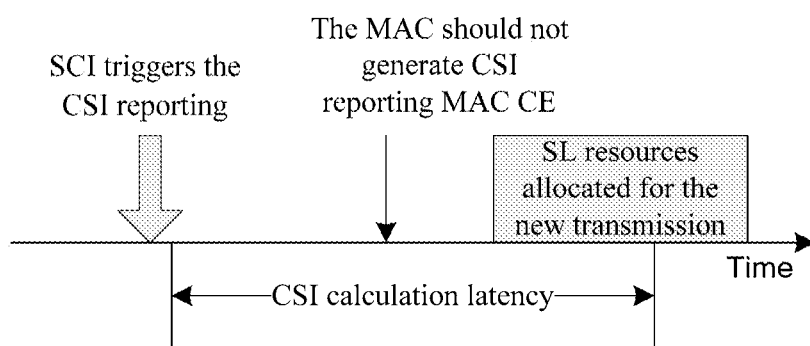 SCI triggers the
CSI reporting
The MAC should not
generate CSI
reporting MAC CE
SL resources
allocated for the
new transmission
Time
CSI calculation latency